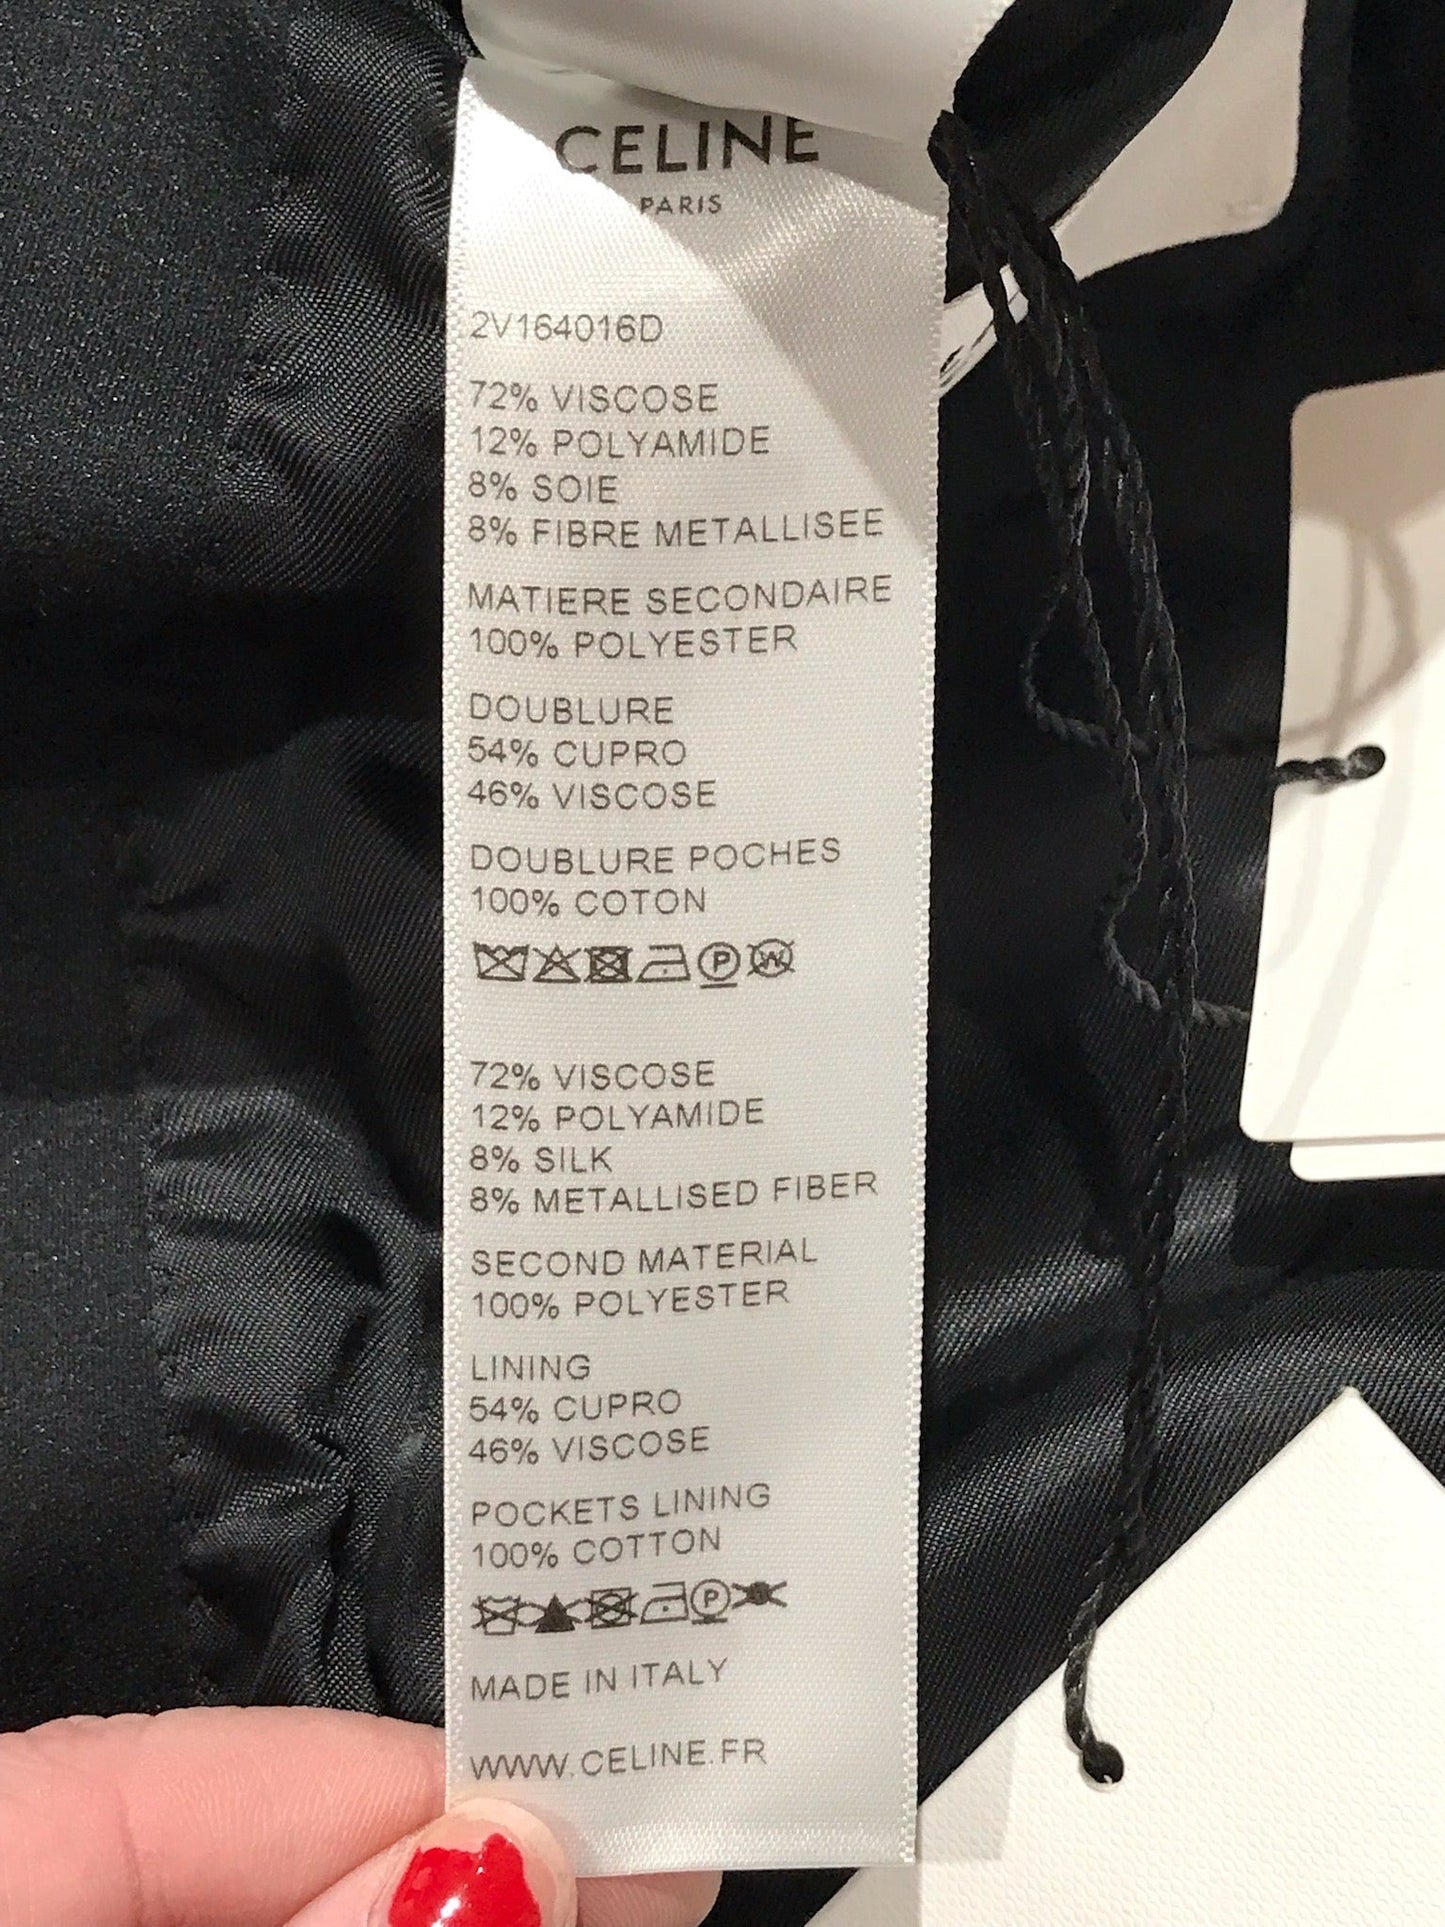 CELINE
PARIS
2V164016D
72% VISCOSE
12% POLYAMIDE
8% SOIE
8% FIBRE METALLISEE
MATIERE SECONDAIRE
100% POLYESTER
DOUBLURE
54% CUPRO
46% VISCOSE
DOUBLURE POCHES
100% COTON
P W
72% VISCOSE
12% POLYAMIDE
8% SILK
8% METALLISED FIBER
SECOND MATERIAL
100% POLYESTER
LINING
54% CUPRO
46% VISCOSE
POCKETS LINING
100% COTTON
P
MADE IN ITALY
WWW.CELINE.FR